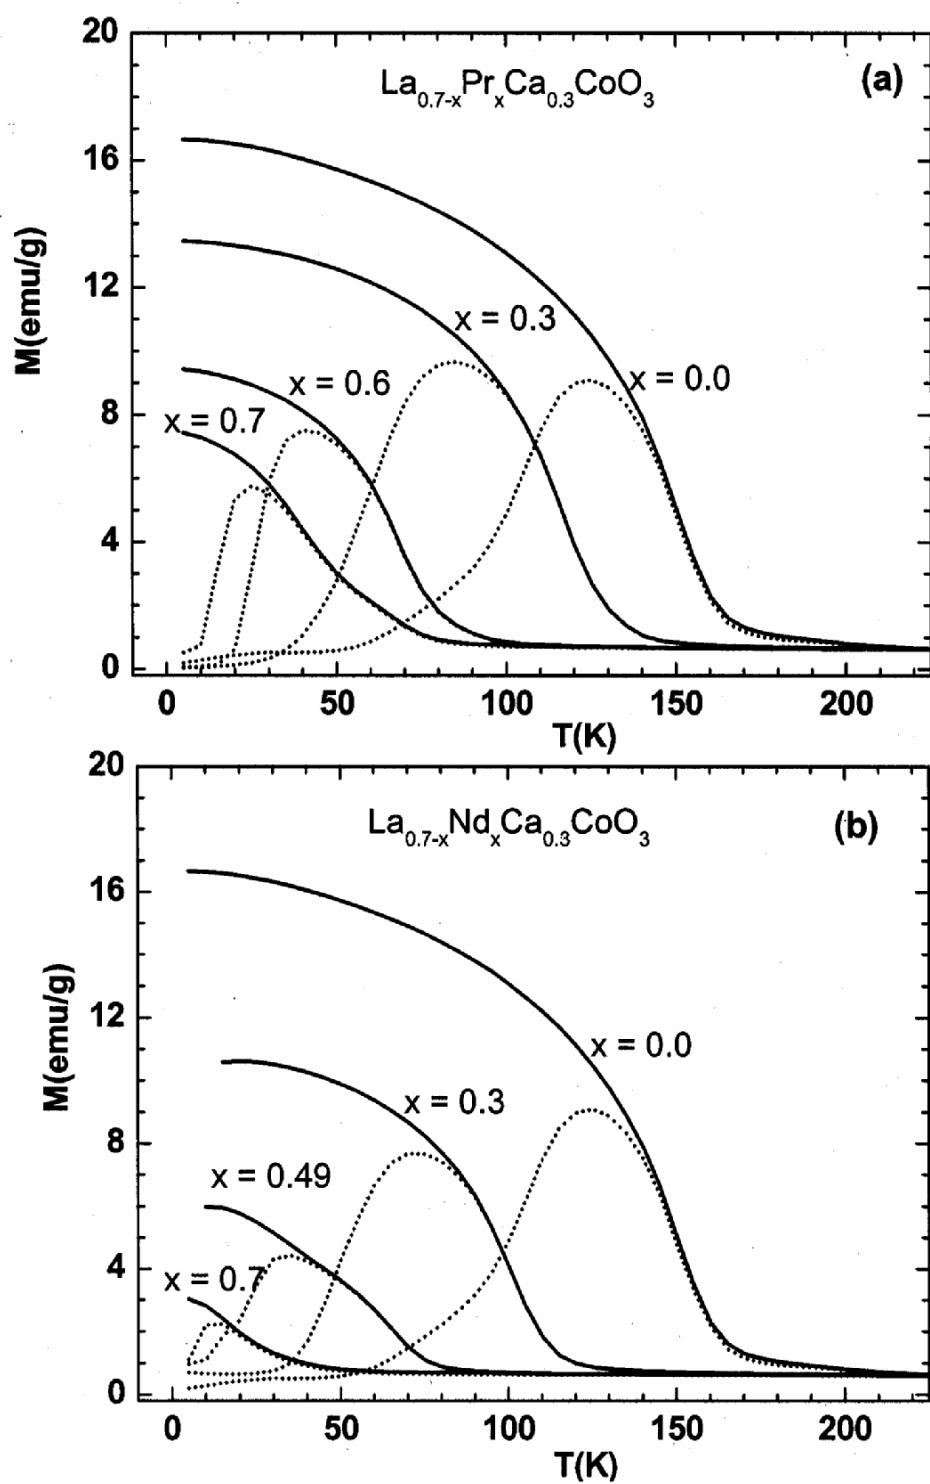 20
La0.7-xPrxCa0.3CoO3
(a)
16
M(emu/g)
12
x = 0.3
x = 0.0
x = 0.6
8
x = 0.7
4
0
0 50 100 150 200
T(K)
20
La0.7-xNdxCa0.3CoO3
(b)
16
M(emu/g)
12
x = 0.0
x = 0.3
8
x = 0.49
4
x = 0.7
0
0 50 100 150 200
T(K)